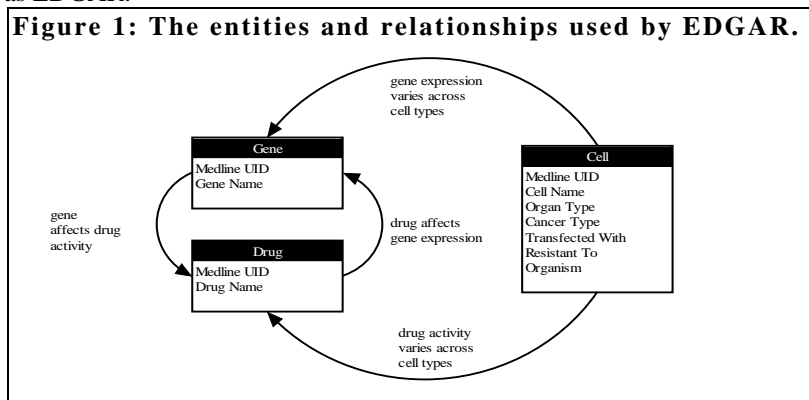 as EDGAR.
Figure 1: The entities and relationships used by EDGAR.
gene expression
varies across
cell types
Gene
Medline UID
Gene Name
Cell
Medline UID
Cell Name
Organ Type
Cancer Type
Transfected With
Resistant To
Organism
gene
affects drug
activity
drug affects
gene expression
Drug
Medline UID
Drug Name
drug activity
varies across
cell types